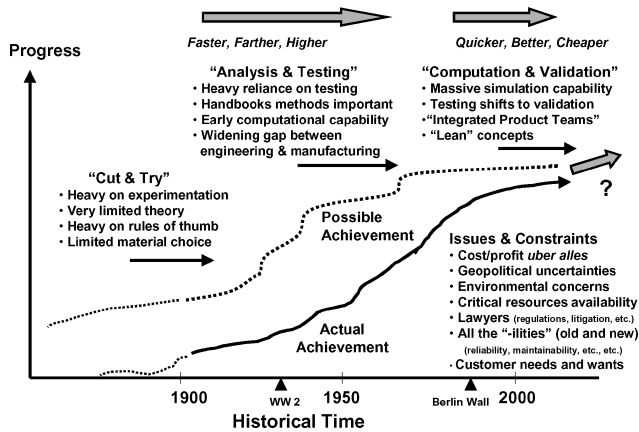 Faster, Farther, Higher
Quicker, Better, Cheaper
Progress
“Analysis & Testing”
• Heavy reliance on testing
• Handbooks methods important
• Early computational capability
• Widening gap between
engineering & manufacturing
“Computation & Validation”
• Massive simulation capability
• Testing shifts to validation
• “Integrated Product Teams”
• “Lean” concepts
“Cut & Try”
• Heavy on experimentation
• Very limited theory
• Heavy on rules of thumb
• Limited material choice
?
Possible
Achievement
Actual
Achievement
Issues & Constraints
• Cost/profit uber alles
• Geopolitical uncertainties
• Environmental concerns
• Critical resources availability
• Lawyers (regulations, litigation, etc.)
• All the “-ilities” (old and new)
(reliability, maintainability, etc., etc.)
· Customer needs and wants
1900
WW 2
1950
Berlin Wall
2000
Historical Time